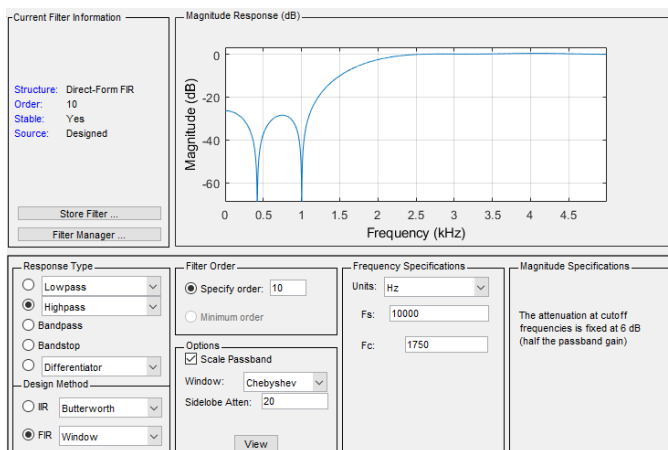 Current Filter Information
Structure: Direct-Form FIR
Order: 10
Stable: Yes
Source: Designed
Store Filter ...
Filter Manager ...
Magnitude Response (dB)
0
-20
-40
-60
Magnitude (dB)
0 0.5 1 1.5 2 2.5 3 3.5 4 4.5
Frequency (kHz)
Response Type
Lowpass
Highpass
Bandpass
Bandstop
Differentiator
Design Method
IIR Butterworth
FIR Window
Filter Order
Specify order: 10
Minimum order
Options
Scale Passband
Window: Chebyshev
Sidelobe Atten: 20
View
Frequency Specifications
Units: Hz
Fs: 10000
Fc: 1750
Magnitude Specifications
The attenuation at cutoff
frequencies is fixed at 6 dB
(half the passband gain)